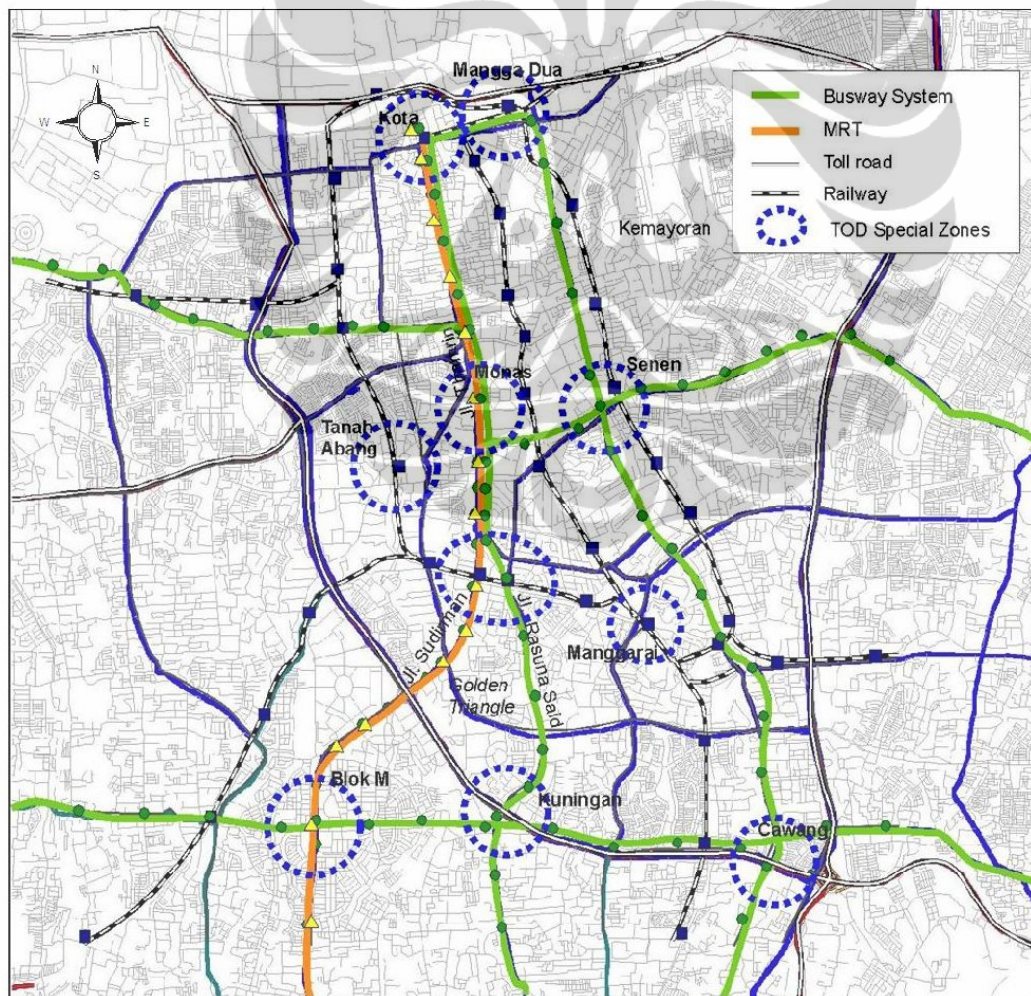 N
W
E
S
Mangga Dua
Kota
Busway System
MRT
Toll road
Railway
TOD Special Zones
Kemayoran
Monas
Senen
Tanah
Abang
Jl. Sudirman
Jl. Rasuna Said
Manggarai
Golden
Triangle
Blok M
Kuningan
Cawang